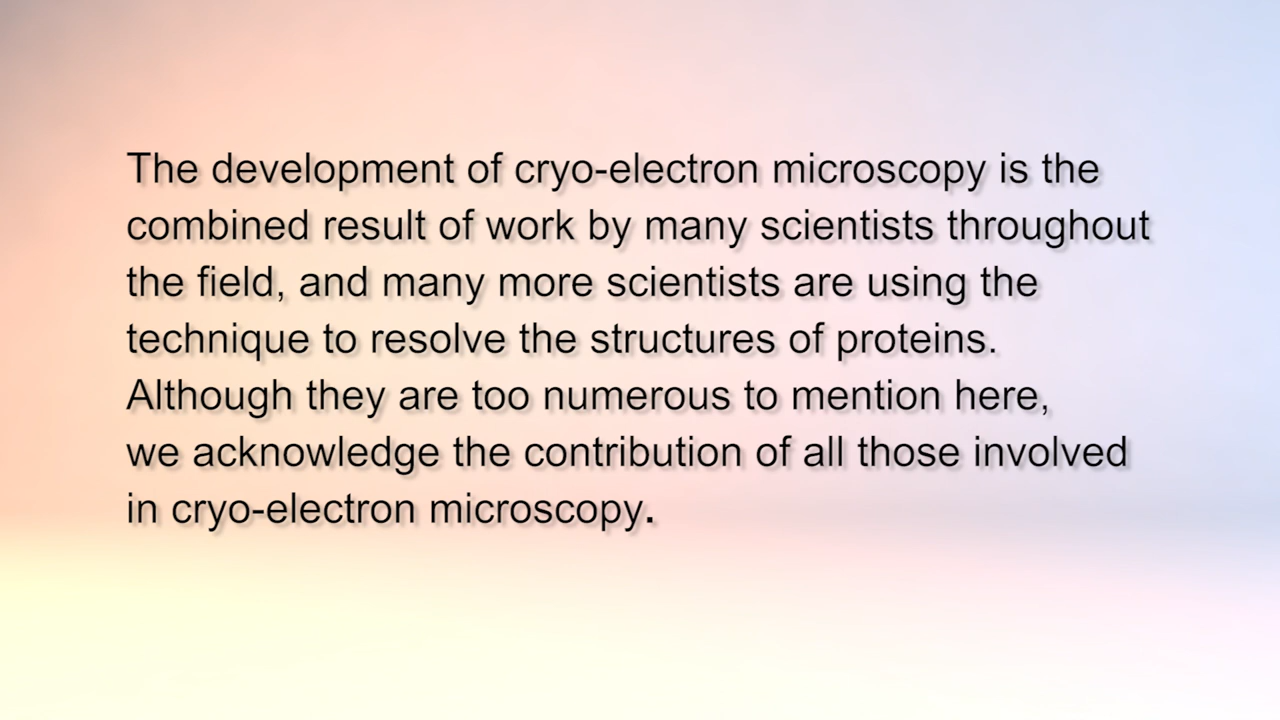 The development of cryo-electron microscopy is the
combined result of work by many scientists throughout
the field, and many more scientists are using the
technique to resolve the structures of proteins.
Although they are too numerous to mention here,
we acknowledge the contribution of all those involved
in cryo-electron microscopy.